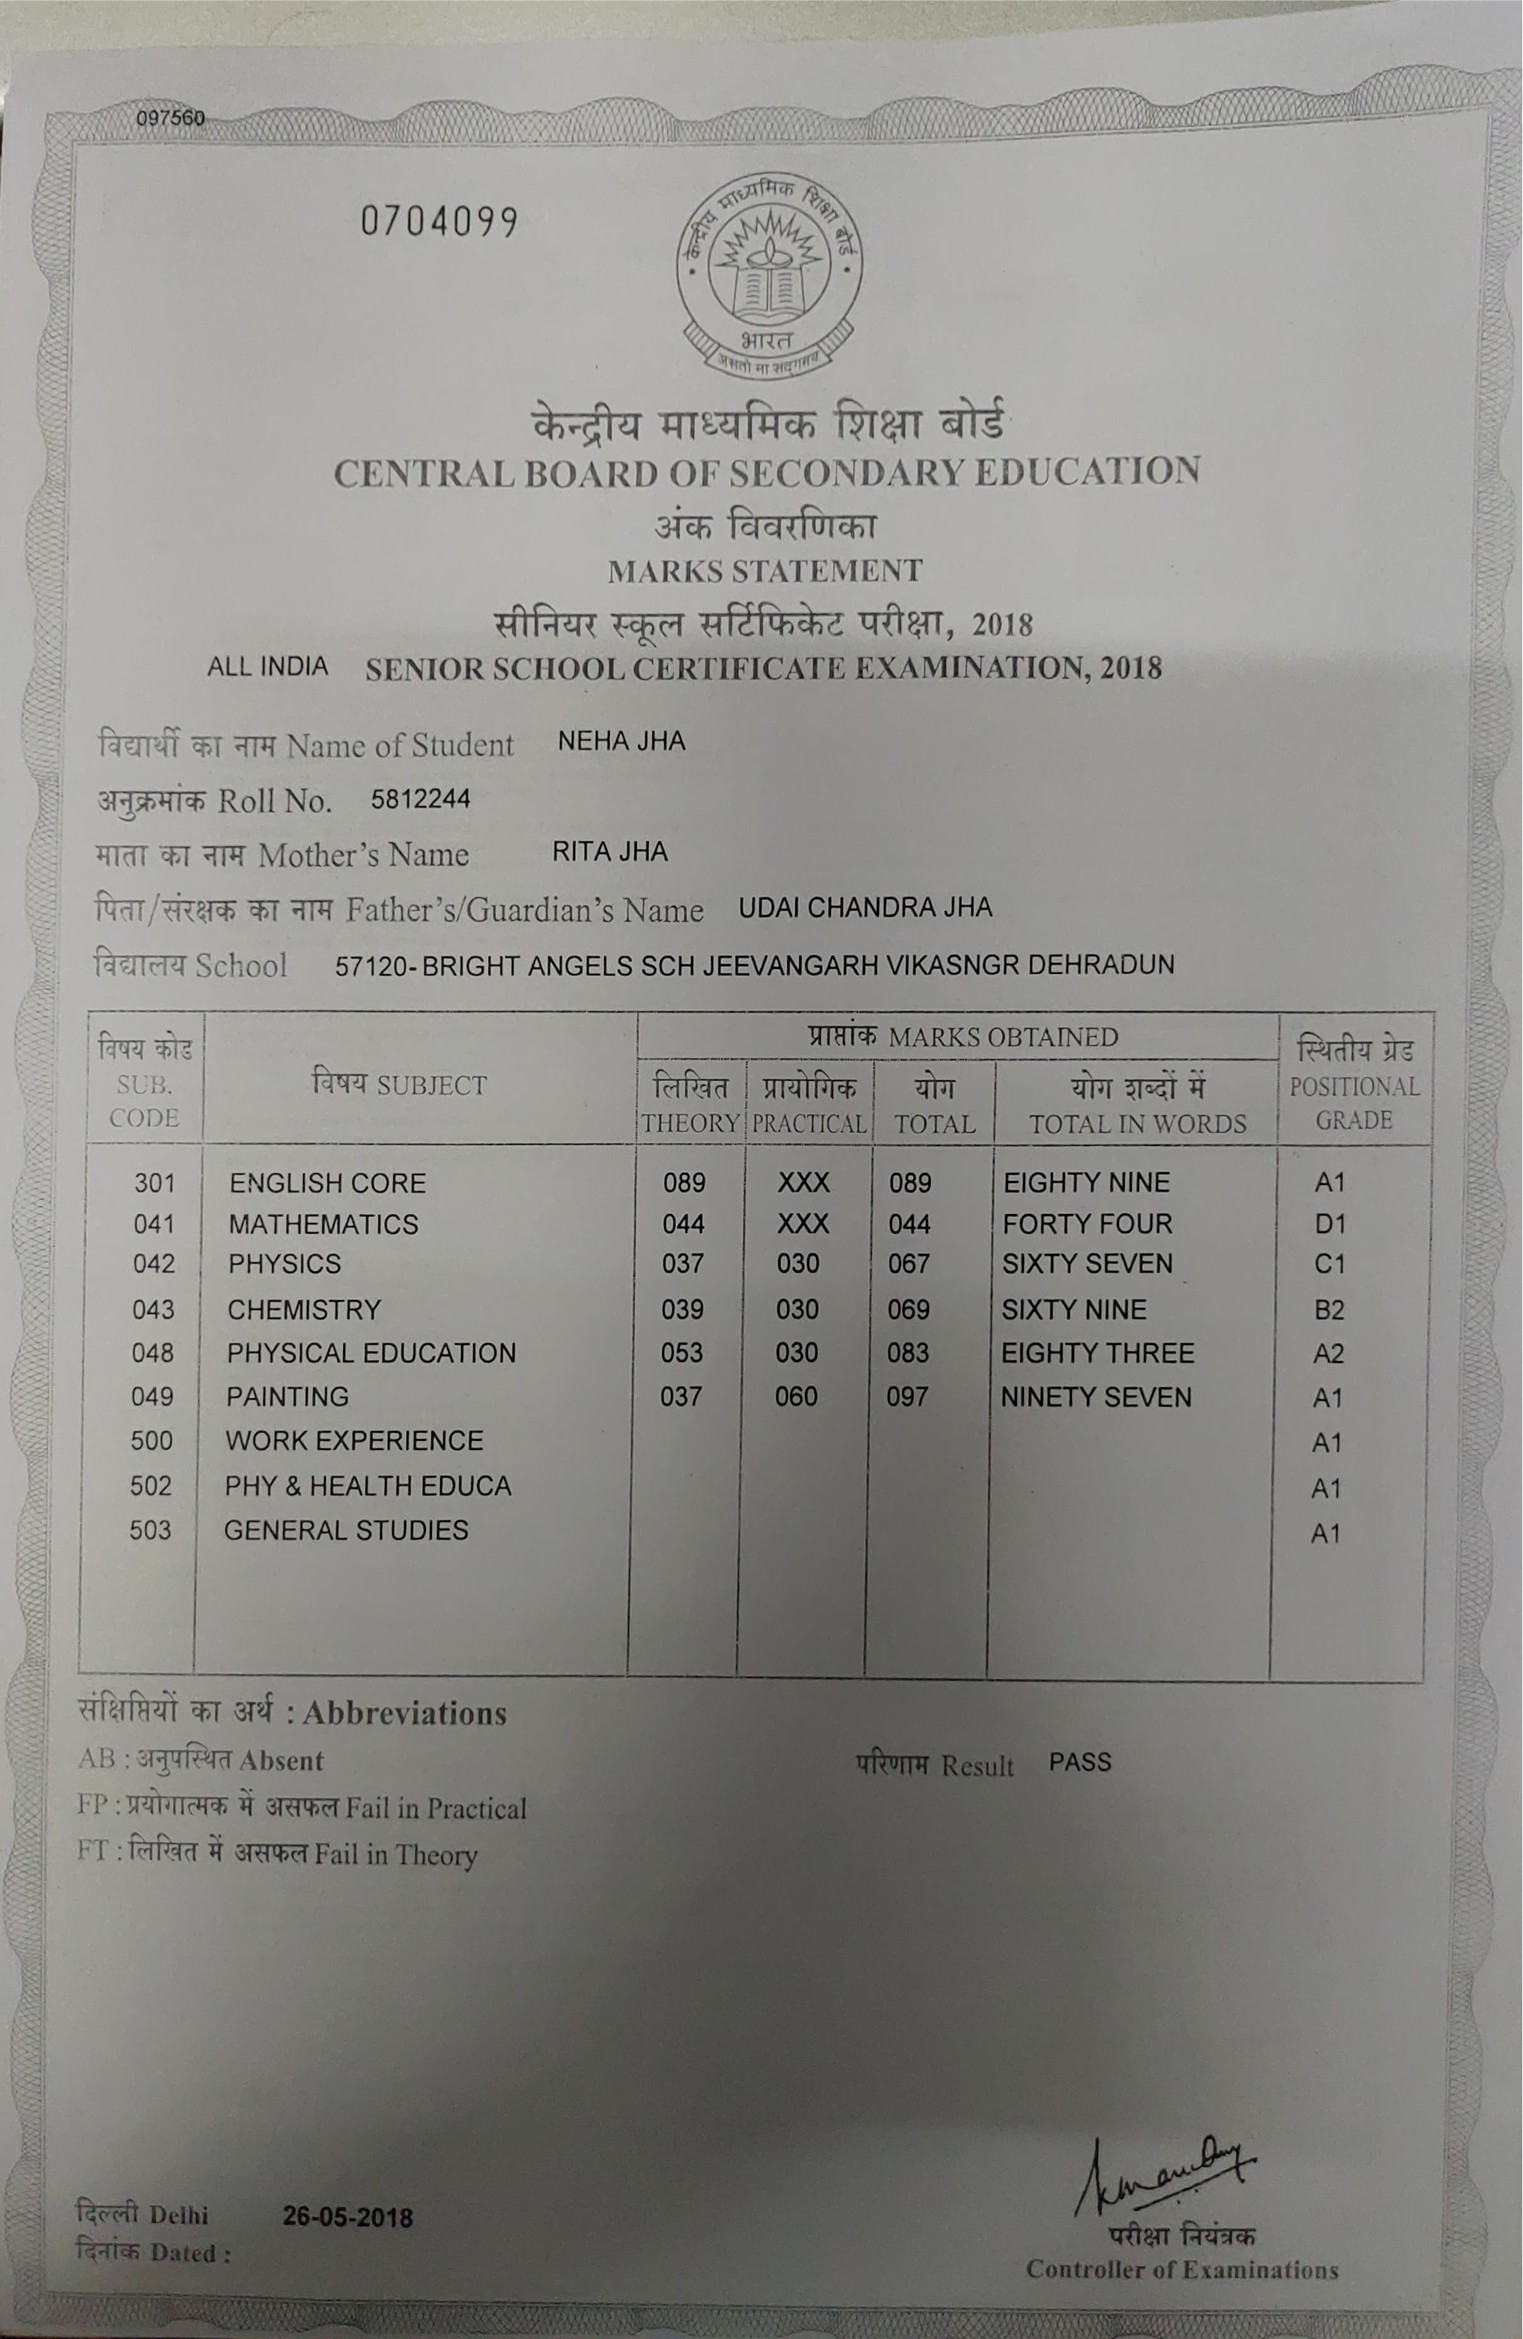 097560
0704099
केन्द्रीय माध्यमिक शिक्षा बोर्ड
भारत
असतो मा सद्गमय
केन्द्रीय माध्यमिक शिक्षा बोर्ड
CENTRAL BOARD OF SECONDARY EDUCATION
अंक विवरणिका
MARKS STATEMENT
सीनियर स्कूल सर्टिफिकेट परीक्षा, 2018
ALL INDIA SENIOR SCHOOL CERTIFICATE EXAMINATION, 2018
विद्यार्थी का नाम Name of Student NEHA JHA
अनुक्रमांक Roll No. 5812244
माता का नाम Mother's Name RITA JHA
पिता/संरक्षक का नाम Father's/Guardian's Name UDAI CHANDRA JHA
विद्यालय School 57120- BRIGHT ANGELS SCH JEEVANGARH VIKASNGR DEHRADUN
विषय कोड SUB. CODE
विषय SUBJECT
प्राप्तांक MARKS OBTAINED
लिखित THEORY
प्रायोगिक PRACTICAL
योग TOTAL
योग शब्दों में TOTAL IN WORDS
स्थितीय ग्रेड POSITIONAL GRADE
301 ENGLISH CORE 089 XXX 089 EIGHTY NINE A1
041 MATHEMATICS 044 XXX 044 FORTY FOUR D1
042 PHYSICS 037 030 067 SIXTY SEVEN C1
043 CHEMISTRY 039 030 069 SIXTY NINE B2
048 PHYSICAL EDUCATION 053 030 083 EIGHTY THREE A2
049 PAINTING 037 060 097 NINETY SEVEN A1
500 WORK EXPERIENCE A1
502 PHY & HEALTH EDUCA A1
503 GENERAL STUDIES A1
संक्षिप्तियों का अर्थ : Abbreviations
AB : अनुपस्थित Absent
परिणाम Result PASS
FP : प्रयोगात्मक में असफल Fail in Practical
FT : लिखित में असफल Fail in Theory
दिल्ली Delhi 26-05-2018
दिनांक Dated :
परीक्षा नियंत्रक
Controller of Examinations